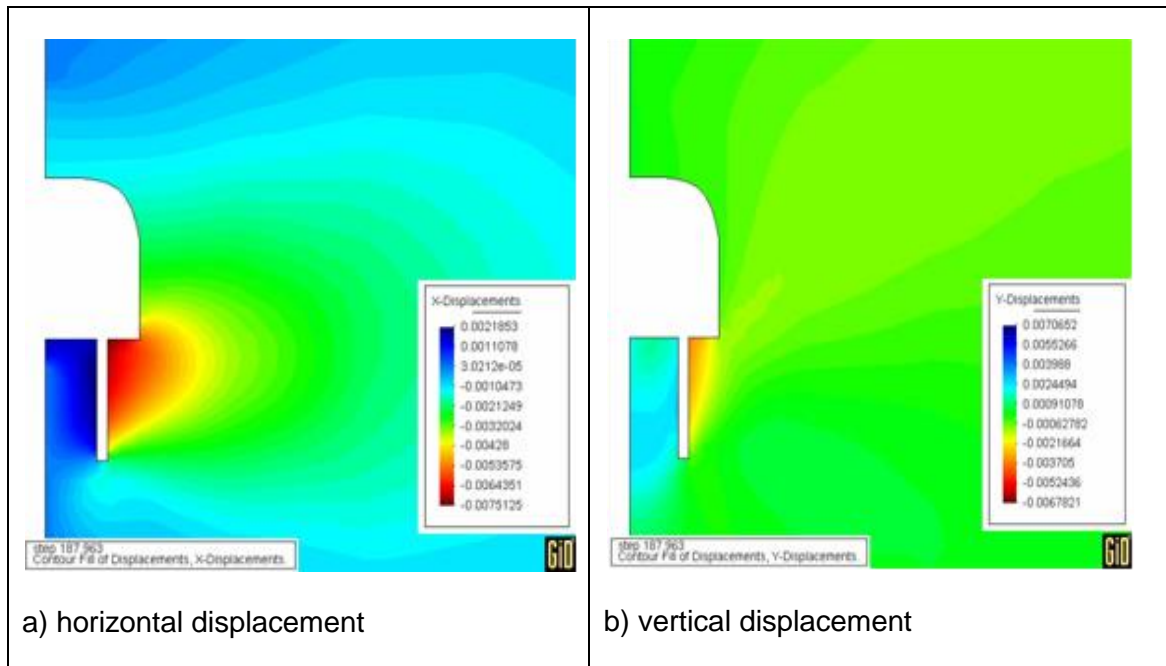 X-Displacements
0.0021853
0.0011078
3.0212e-05
-0.0010473
-0.0021249
-0.0032024
-0.00428
-0.0053575
-0.0064351
-0.0075125
step 187.963
Contour Fill of Displacements, X-Displacements.
GiD
a) horizontal displacement
Y-Displacements
0.0070652
0.0055266
0.003988
0.0024494
0.00091078
-0.00062782
-0.0021664
-0.003705
-0.0052436
-0.0067821
step 187.963
Contour Fill of Displacements, Y-Displacements.
GiD
b) vertical displacement